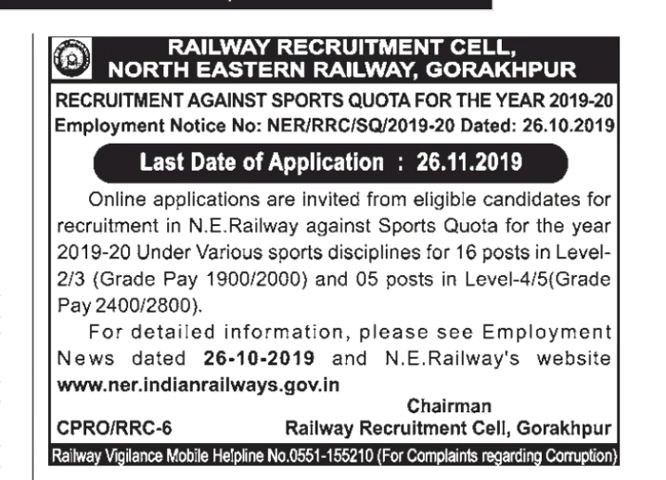 RAILWAY RECRUITMENT CELL,
NORTH EASTERN RAILWAY, GORAKHPUR
RECRUITMENT AGAINST SPORTS QUOTA FOR THE YEAR 2019-20
Employment Notice No: NER/RRC/SQ/2019-20 Dated: 26.10.2019
Last Date of Application : 26.11.2019
Online applications are invited from eligible candidates for
recruitment in N.E.Railway against Sports Quota for the year
2019-20 Under Various sports disciplines for 16 posts in Level-
2/3 (Grade Pay 1900/2000) and 05 posts in Level-4/5(Grade
Pay 2400/2800).
For detailed information, please see Employment
News dated 26-10-2019 and N.E.Railway's website
www.ner.indianrailways.gov.in
Chairman
CPRO/RRC-6 Railway Recruitment Cell, Gorakhpur
Railway Vigilance Mobile Helpline No.0551-155210 (For Complaints regarding Corruption)